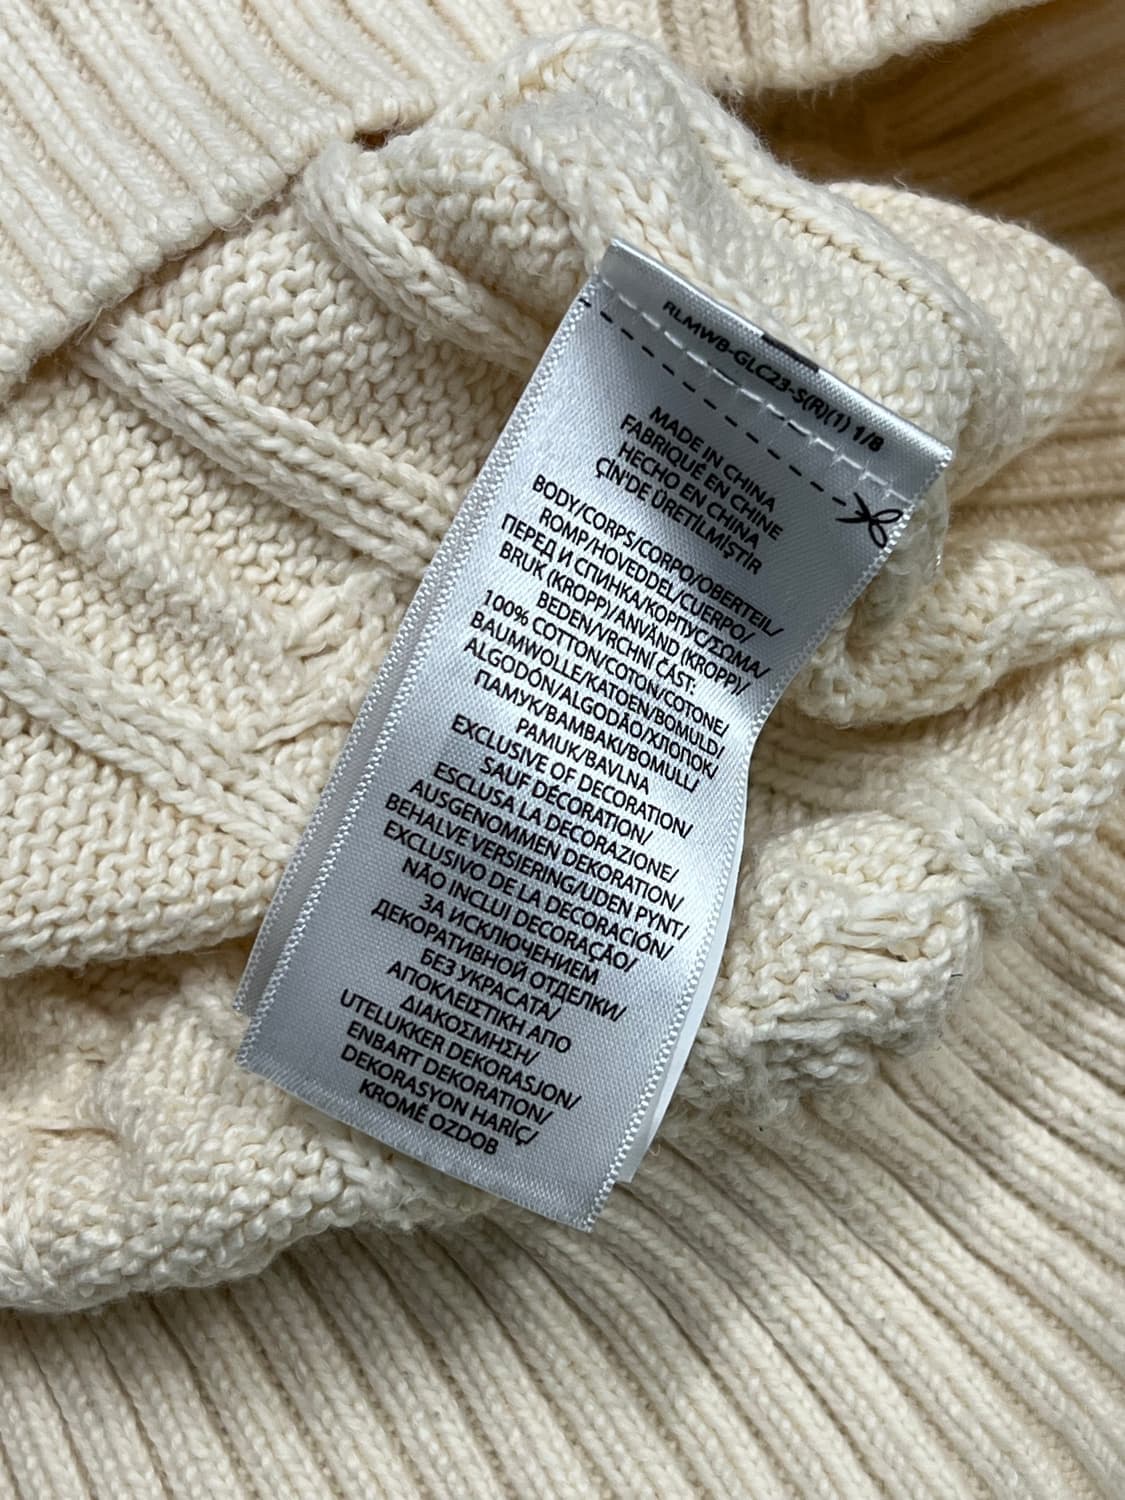 RLMWB-GLC23-S(R)(1) 1/8
MADE IN CHINA
FABRIQUÉ EN CHINE
HECHO EN CHINA
ÇİN'DE ÜRETİLMİŞTİR
BODY/CORPS/CORPO/OBERTEIL/
ROMP/HOVEDDEL/CUERPO/
ПЕРЕД И СПИНКА/КОРПУС/ΣΩΜΑ/
BRUK (KROPP)/ANVÄND (KROPP)/
BEDEN/VRCHNÍ ČÁST:
100% COTTON/COTON/COTONE/
BAUMWOLLE/KATOEN/BOMULD/
ALGODÓN/ALGODÃO/ХЛОПОК/
ПАМУК/ΒΑΜΒΑΚΙ/BOMULL/
PAMUK/BAVLNA
EXCLUSIVE OF DECORATION/
SAUF DÉCORATION/
ESCLUSA LA DECORAZIONE/
AUSGENOMMEN DEKORATION/
BEHALVE VERSIERING/UDEN PYNT/
EXCLUSIVO DE LA DECORACIÓN/
NÃO INCLUI DECORAÇÃO/
ЗА ИСКЛЮЧЕНИЕМ
ДЕКОРАТИВНОЙ ОТДЕЛКИ/
БЕЗ УКРАСАТА/
ΑΠΟΚΛΕΙΣΤΙΚΗ ΑΠΟ
ΔΙΑΚΟΣΜΗΣΗ/
UTELUKKER DEKORASJON/
ENBART DEKORATION/
DEKORASYON HARİÇ/
KROMĚ OZDOB